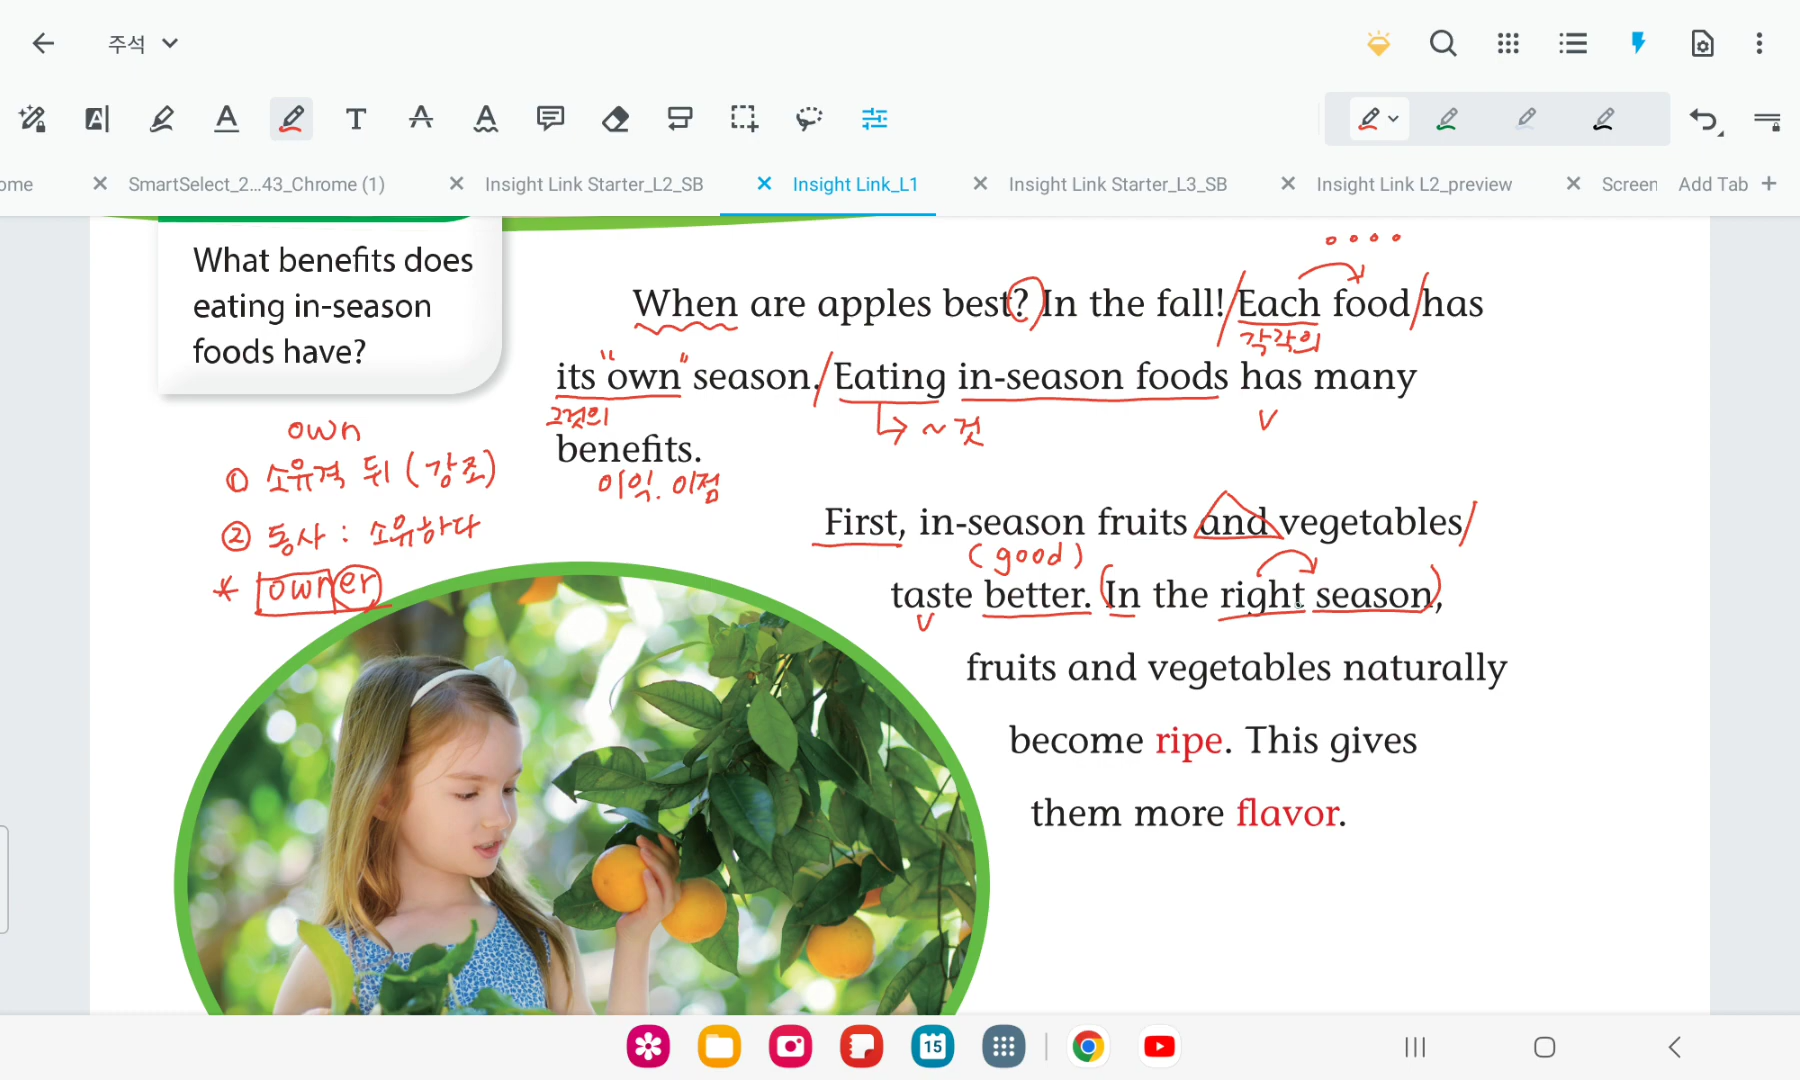 주석
ome
SmartSelect_2...43_Chrome (1)
Insight Link Starter_L2_SB
Insight Link_L1
Insight Link Starter_L3_SB
Insight Link L2_preview
Screen
Add Tab
What benefits does
eating in-season
foods have?
When are apples best? In the fall! Each food has
각각의
its "own" season. Eating in-season foods has many
그것의
~ 것
V
benefits.
이익. 이점
own
① 소유격 뒤 (강조)
② 동사 : 소유하다
* owner
First, in-season fruits and vegetables
(good)
taste better. (In the right season),
V
fruits and vegetables naturally
become ripe. This gives
them more flavor.
15